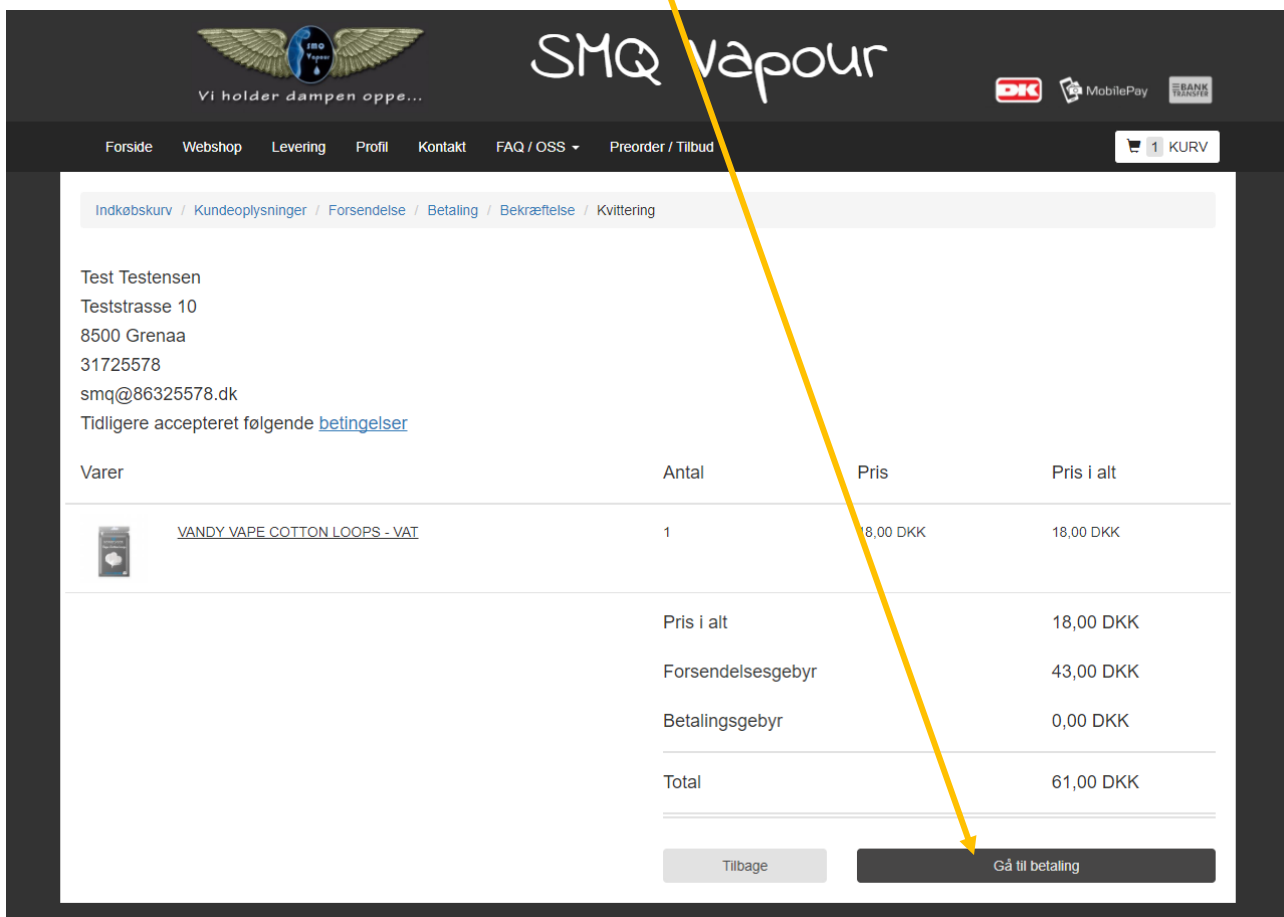 smq
Vapour
Vi holder dampen oppe...
SMQ Vapour
DK
MobilePay
BANK
TRANSFER
Forside Webshop Levering Profil Kontakt FAQ / OSS Preorder / Tilbud
1 KURV
Indkøbskurv / Kundeoplysninger / Forsendelse / Betaling / Bekræftelse / Kvittering
Test Testensen
Teststrasse 10
8500 Grenaa
31725578
smq@86325578.dk
Tidligere accepteret følgende betingelser
Varer Antal Pris Pris i alt
VANDY VAPE COTTON LOOPS - VAT 1 18,00 DKK 18,00 DKK
Pris i alt 18,00 DKK
Forsendelsesgebyr 43,00 DKK
Betalingsgebyr 0,00 DKK
Total 61,00 DKK
Tilbage Gå til betaling